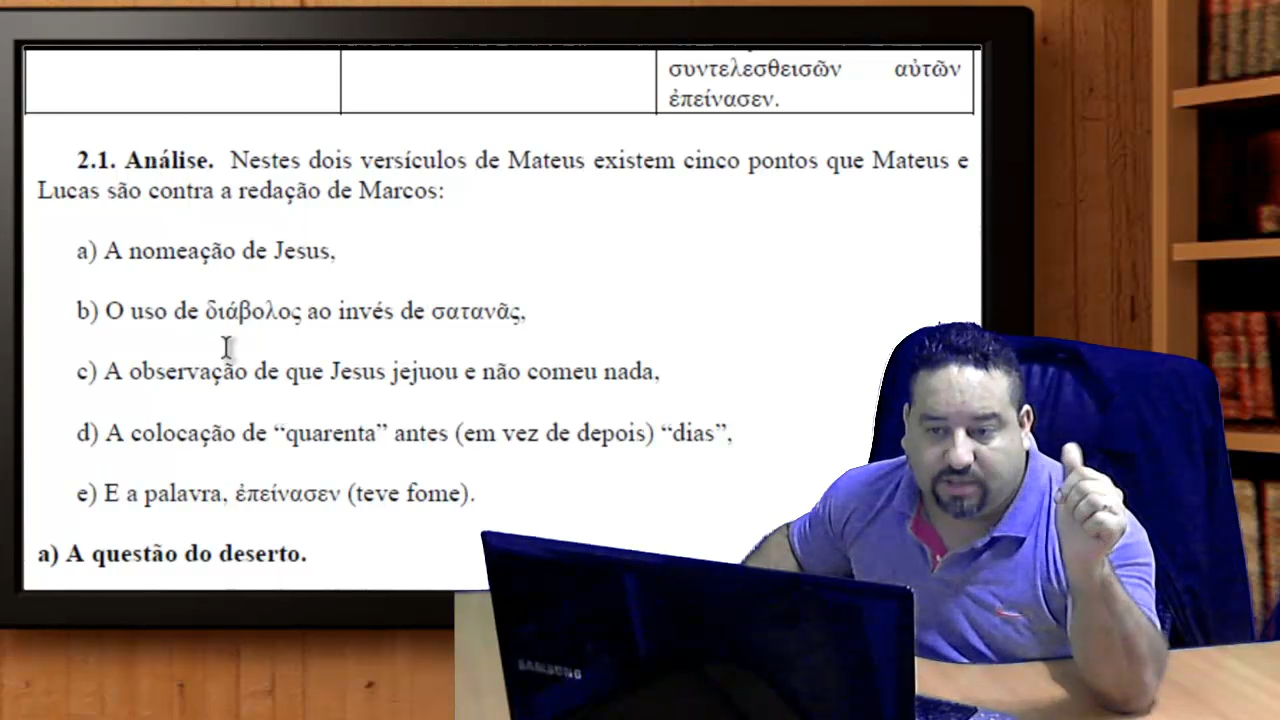 συντελεσθεισῶν αὐτῶν
ἐπείνασεν.
2.1. Análise. Nestes dois versículos de Mateus existem cinco pontos que Mateus e
Lucas são contra a redação de Marcos:
a) A nomeação de Jesus,
b) O uso de διάβολος ao invés de σατανᾶς,
c) A observação de que Jesus jejuou e não comeu nada,
d) A colocação de “quarenta” antes (em vez de depois) “dias”,
e) E a palavra, ἐπείνασεν (teve fome).
a) A questão do deserto.
SAMSUNG